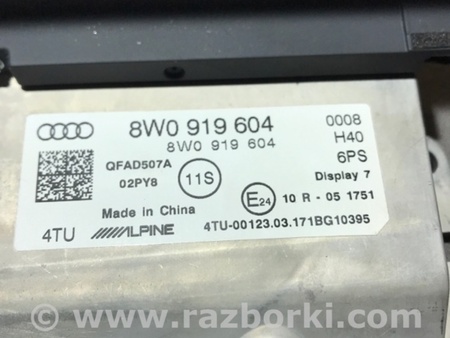 8W0 919 604
8W0 919 604
0008
H40
6PS
Display 7
QFAD507A
02PY8
11S
E24
10 R - 05 1751
Made in China
4TU
ALPINE
4TU-00123.03.171BG10395
© www.razborki.com